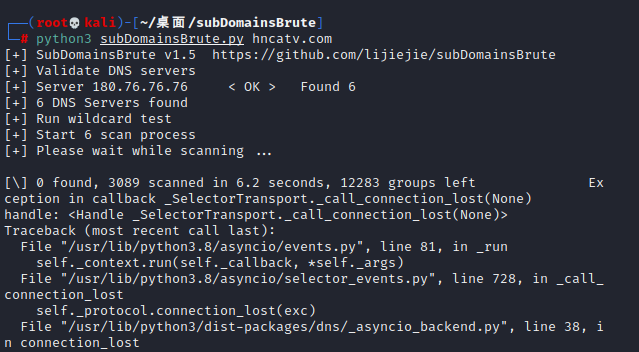 ┌──(root💀kali)-[~/桌面/subDomainsBrute]
└─# python3 subDomainsBrute.py hncatv.com
[+] SubDomainsBrute v1.5  https://github.com/lijiejie/subDomainsBrute
[+] Validate DNS servers
[+] Server 180.76.76.76     < OK >   Found 6
[+] 6 DNS Servers found
[+] Run wildcard test
[+] Start 6 scan process
[+] Please wait while scanning ...
[\] 0 found, 3089 scanned in 6.2 seconds, 12283 groups left              Ex
ception in callback _SelectorTransport._call_connection_lost(None)
handle: <Handle _SelectorTransport._call_connection_lost(None)>
Traceback (most recent call last):
  File "/usr/lib/python3.8/asyncio/events.py", line 81, in _run
    self._context.run(self._callback, *self._args)
  File "/usr/lib/python3.8/asyncio/selector_events.py", line 728, in _call_
connection_lost
    self._protocol.connection_lost(exc)
  File "/usr/lib/python3/dist-packages/dns/_asyncio_backend.py", line 38, i
n connection_lost